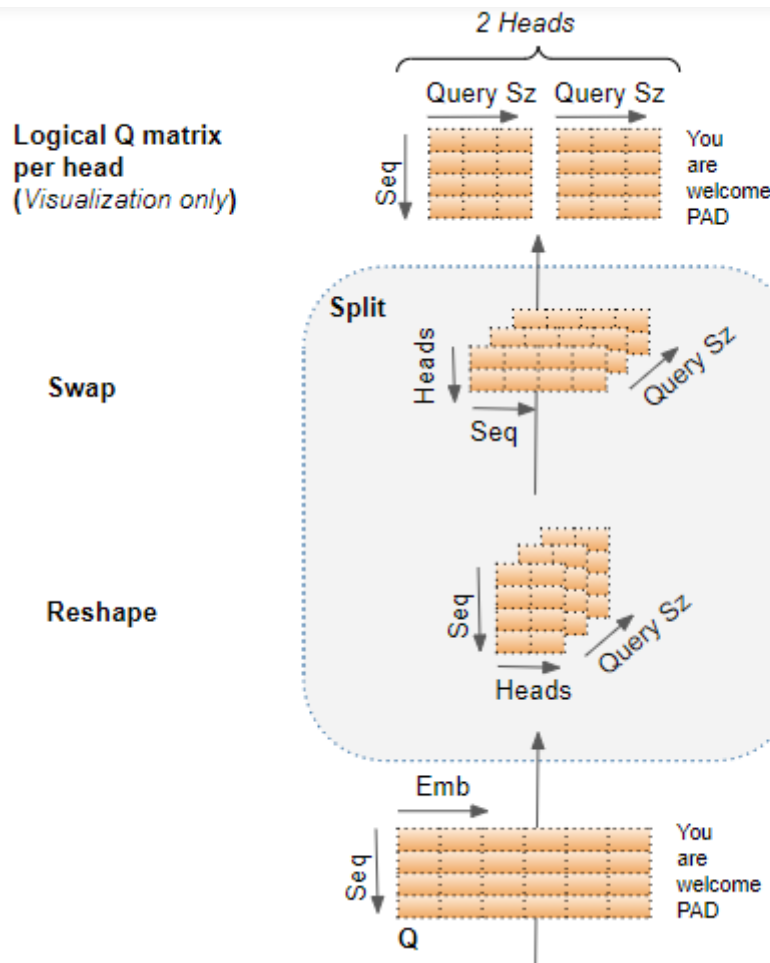 2 Heads
Query Sz
Query Sz
Logical Q matrix
per head
(Visualization only)
Seq
You
are
welcome
PAD
Split
Swap
Heads
Seq
Query Sz
Reshape
Seq
Heads
Query Sz
Emb
Seq
You
are
welcome
PAD
Q